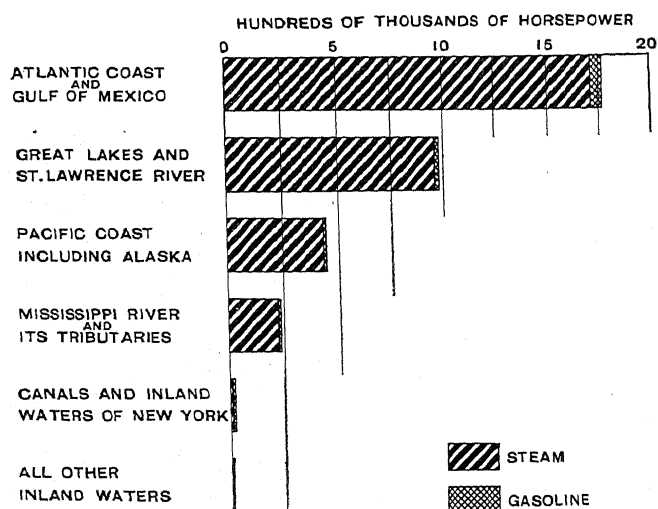 HUNDREDS OF THOUSANDS OF HORSEPOWER
0 5 10 15 20
ATLANTIC COAST
AND
GULF OF MEXICO
GREAT LAKES AND
ST. LAWRENCE RIVER
PACIFIC COAST
INCLUDING ALASKA
MISSISSIPPI RIVER
AND
ITS TRIBUTARIES
CANALS AND INLAND
WATERS OF NEW YORK
ALL OTHER
INLAND WATERS
STEAM
GASOLINE